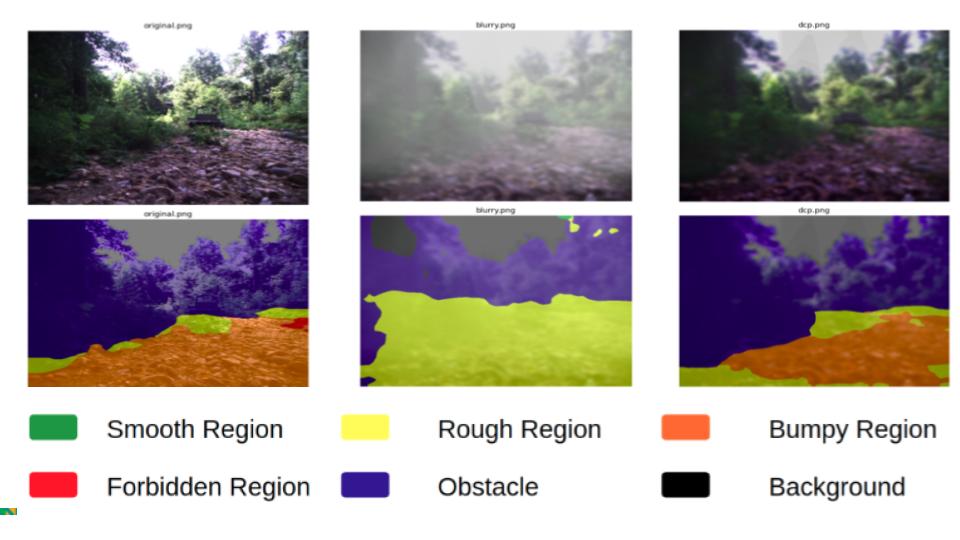 original.png
blurry.png
dcp.png
original.png
blurry.png
dcp.png
Smooth Region
Rough Region
Bumpy Region
Forbidden Region
Obstacle
Background